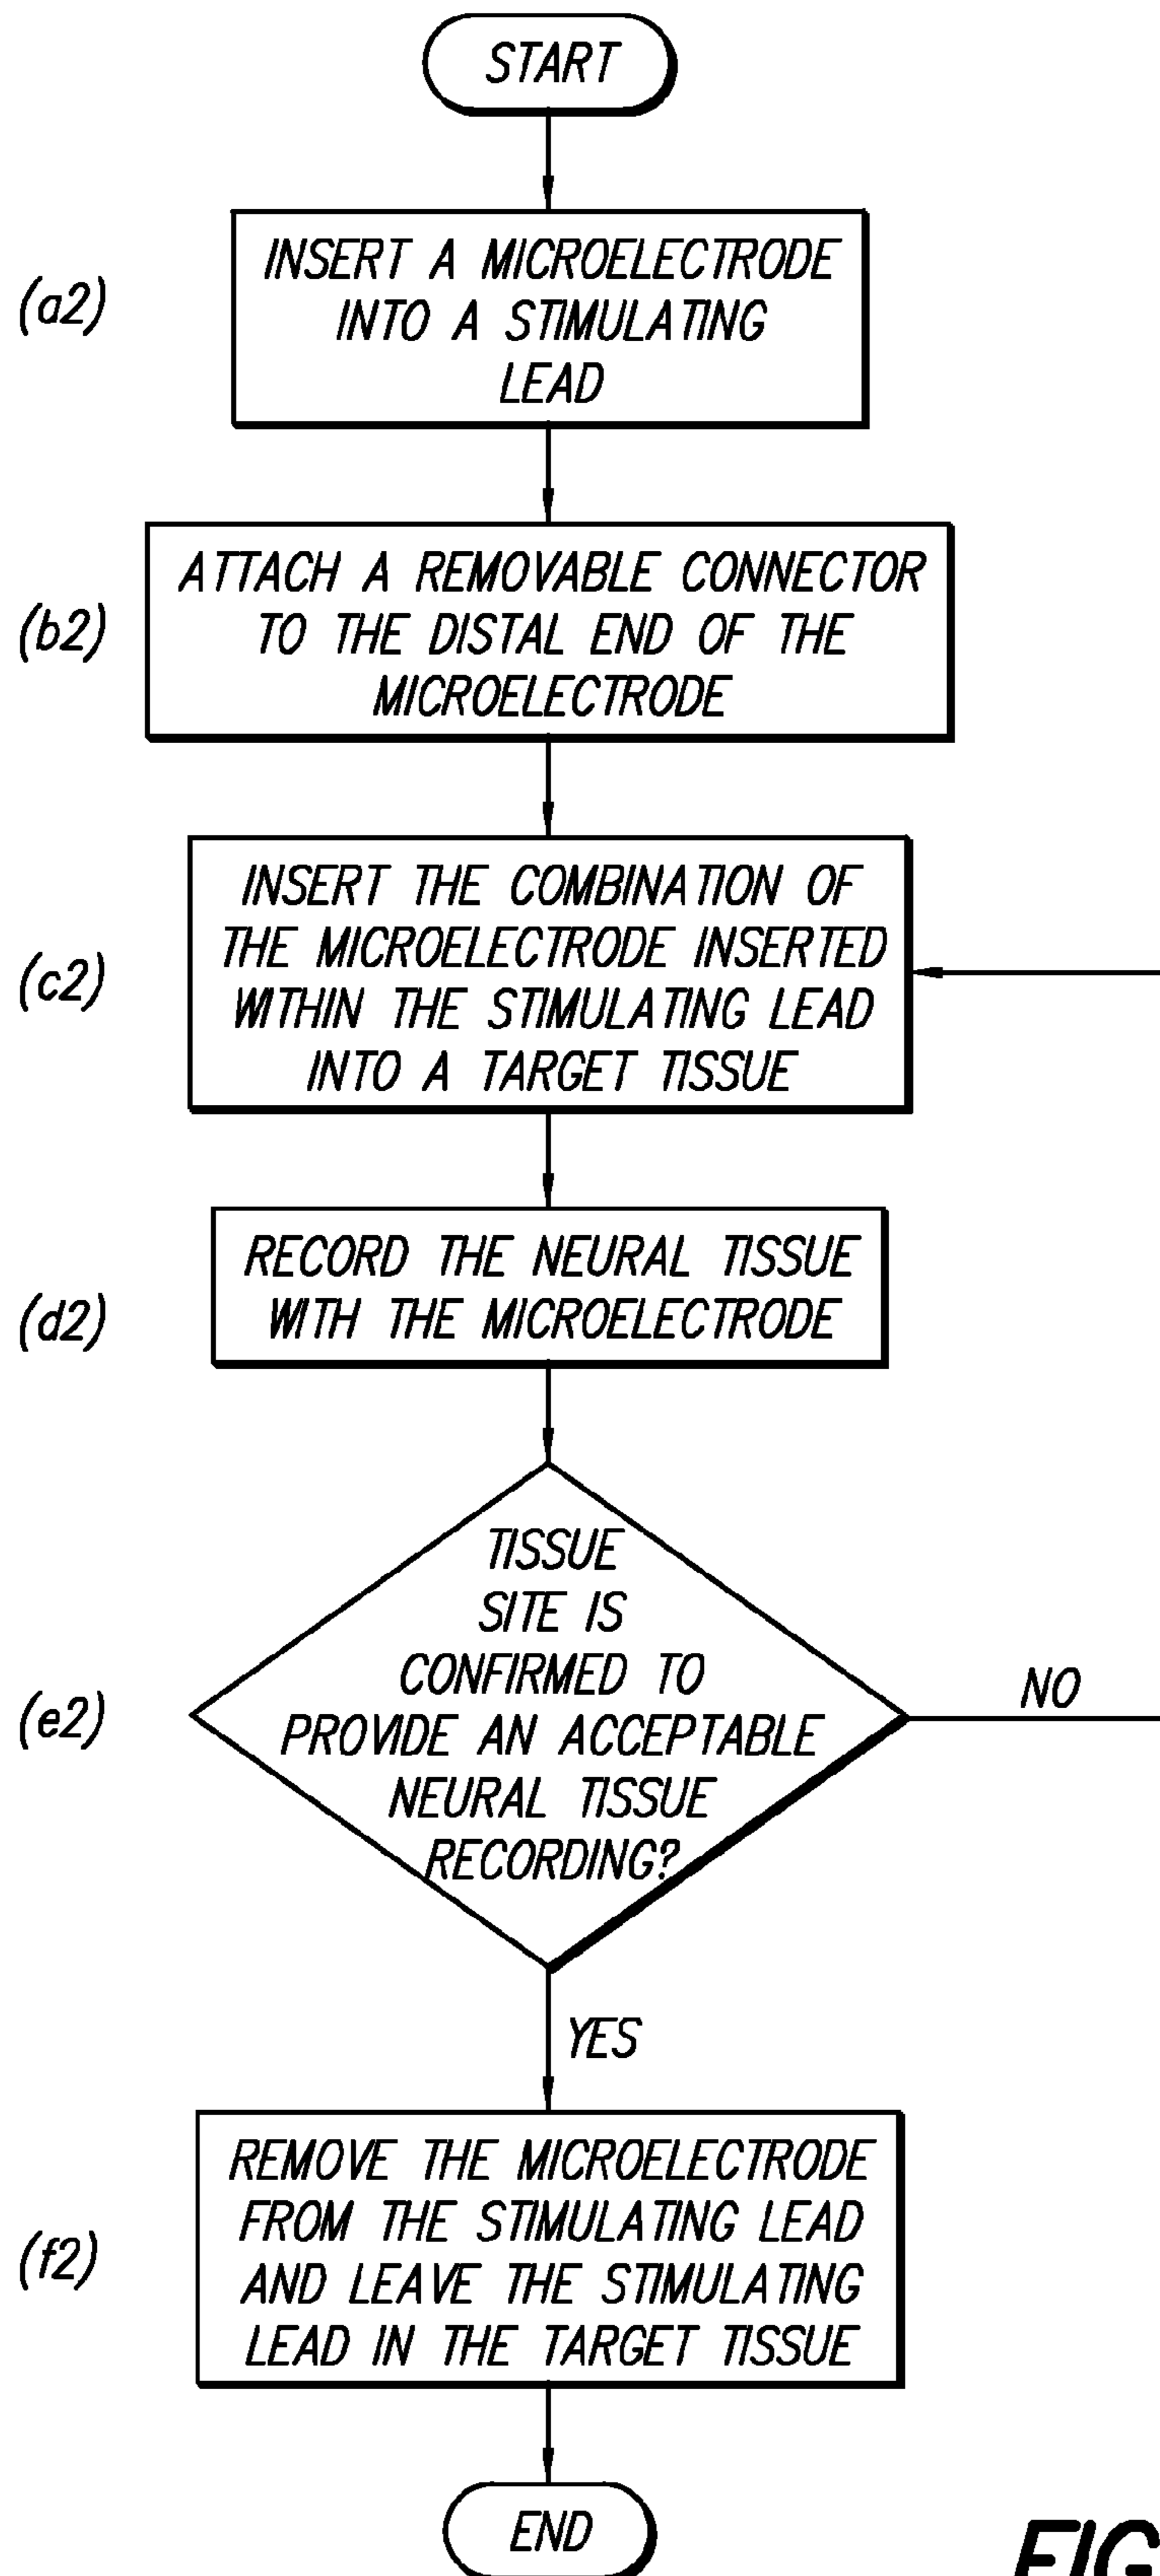 START
(a2)
INSERT A MICROELECTRODE
INTO A STIMULATING
LEAD
(b2)
ATTACH A REMOVABLE CONNECTOR
TO THE DISTAL END OF THE
MICROELECTRODE
(c2)
INSERT THE COMBINATION OF
THE MICROELECTRODE INSERTED
WITHIN THE STIMULATING LEAD
INTO A TARGET TISSUE
(d2)
RECORD THE NEURAL TISSUE
WITH THE MICROELECTRODE
(e2)
TISSUE
SITE IS
CONFIRMED TO
PROVIDE AN ACCEPTABLE
NEURAL TISSUE
RECORDING?
NO
YES
(f2)
REMOVE THE MICROELECTRODE
FROM THE STIMULATING LEAD
AND LEAVE THE STIMULATING
LEAD IN THE TARGET TISSUE
END
FIG